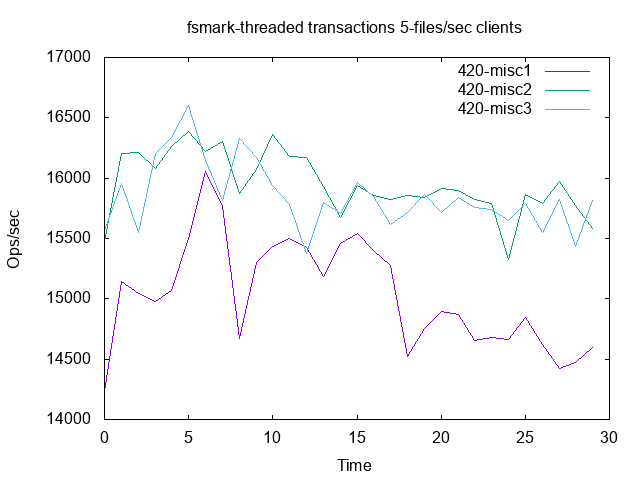 fsmark-threaded transactions 5-files/sec clients
17000
16500
16000
15500
15000
14500
14000
420-misc1
420-misc2
420-misc3
Ops/sec
0 5 10 15 20 25 30
Time